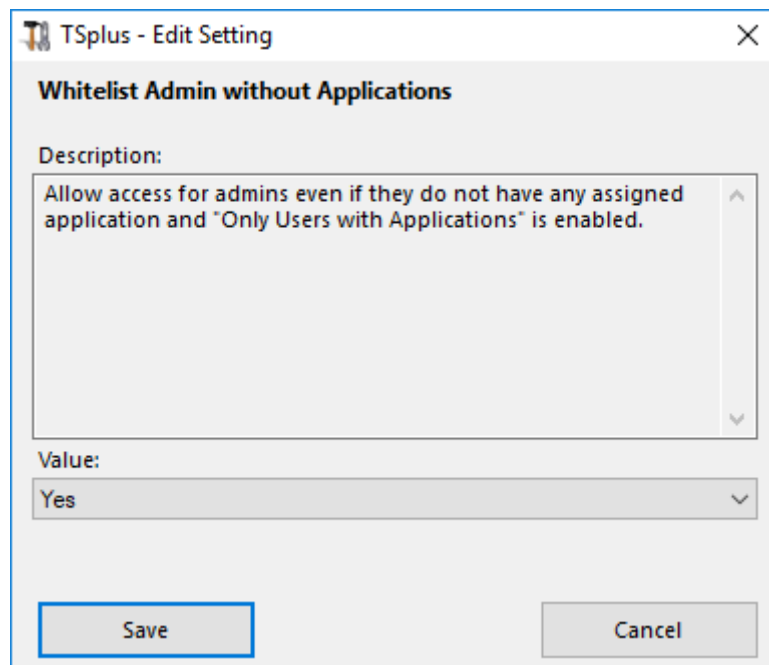 TSplus - Edit Setting
Whitelist Admin without Applications
Description:
Allow access for admins even if they do not have any assigned
application and "Only Users with Applications" is enabled.
Value:
Yes
Save
Cancel